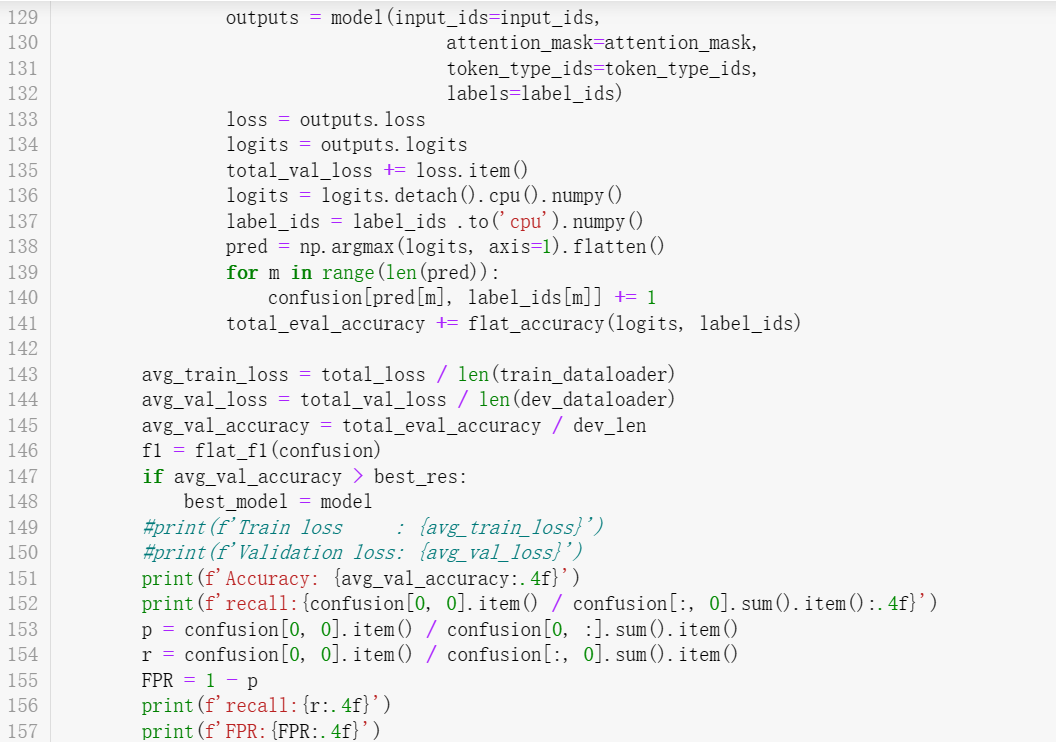 129                 outputs = model(input_ids=input_ids,
130                                      attention_mask=attention_mask,
131                                      token_type_ids=token_type_ids,
132                                      labels=label_ids)
133                 loss = outputs.loss
134                 logits = outputs.logits
135                 total_val_loss += loss.item()
136                 logits = logits.detach().cpu().numpy()
137                 label_ids = label_ids .to('cpu').numpy()
138                 pred = np.argmax(logits, axis=1).flatten()
139                 for m in range(len(pred)):
140                     confusion[pred[m], label_ids[m]] += 1
141                 total_eval_accuracy += flat_accuracy(logits, label_ids)
142
143         avg_train_loss = total_loss / len(train_dataloader)
144         avg_val_loss = total_val_loss / len(dev_dataloader)
145         avg_val_accuracy = total_eval_accuracy / dev_len
146         f1 = flat_f1(confusion)
147         if avg_val_accuracy > best_res:
148             best_model = model
149         #print(f'Train loss     : {avg_train_loss}')
150         #print(f'Validation loss: {avg_val_loss}')
151         print(f'Accuracy: {avg_val_accuracy:.4f}')
152         print(f'recall:{confusion[0, 0].item() / confusion[:, 0].sum().item():.4f}')
153         p = confusion[0, 0].item() / confusion[0, :].sum().item()
154         r = confusion[0, 0].item() / confusion[:, 0].sum().item()
155         FPR = 1 - p
156         print(f'recall:{r:.4f}')
157         print(f'FPR:{FPR:.4f}')